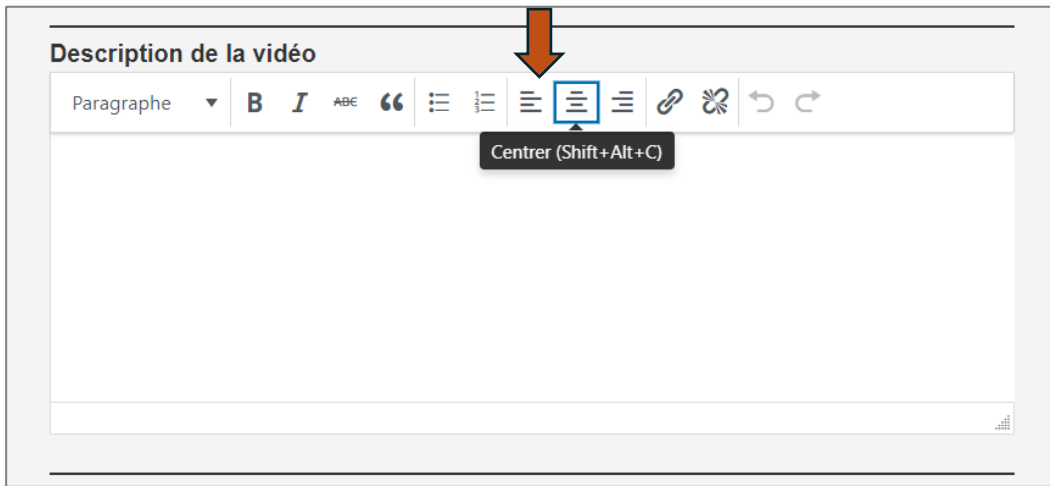 Description de la vidéo
Paragraphe B I ABC
Centrer (Shift+Alt+C)